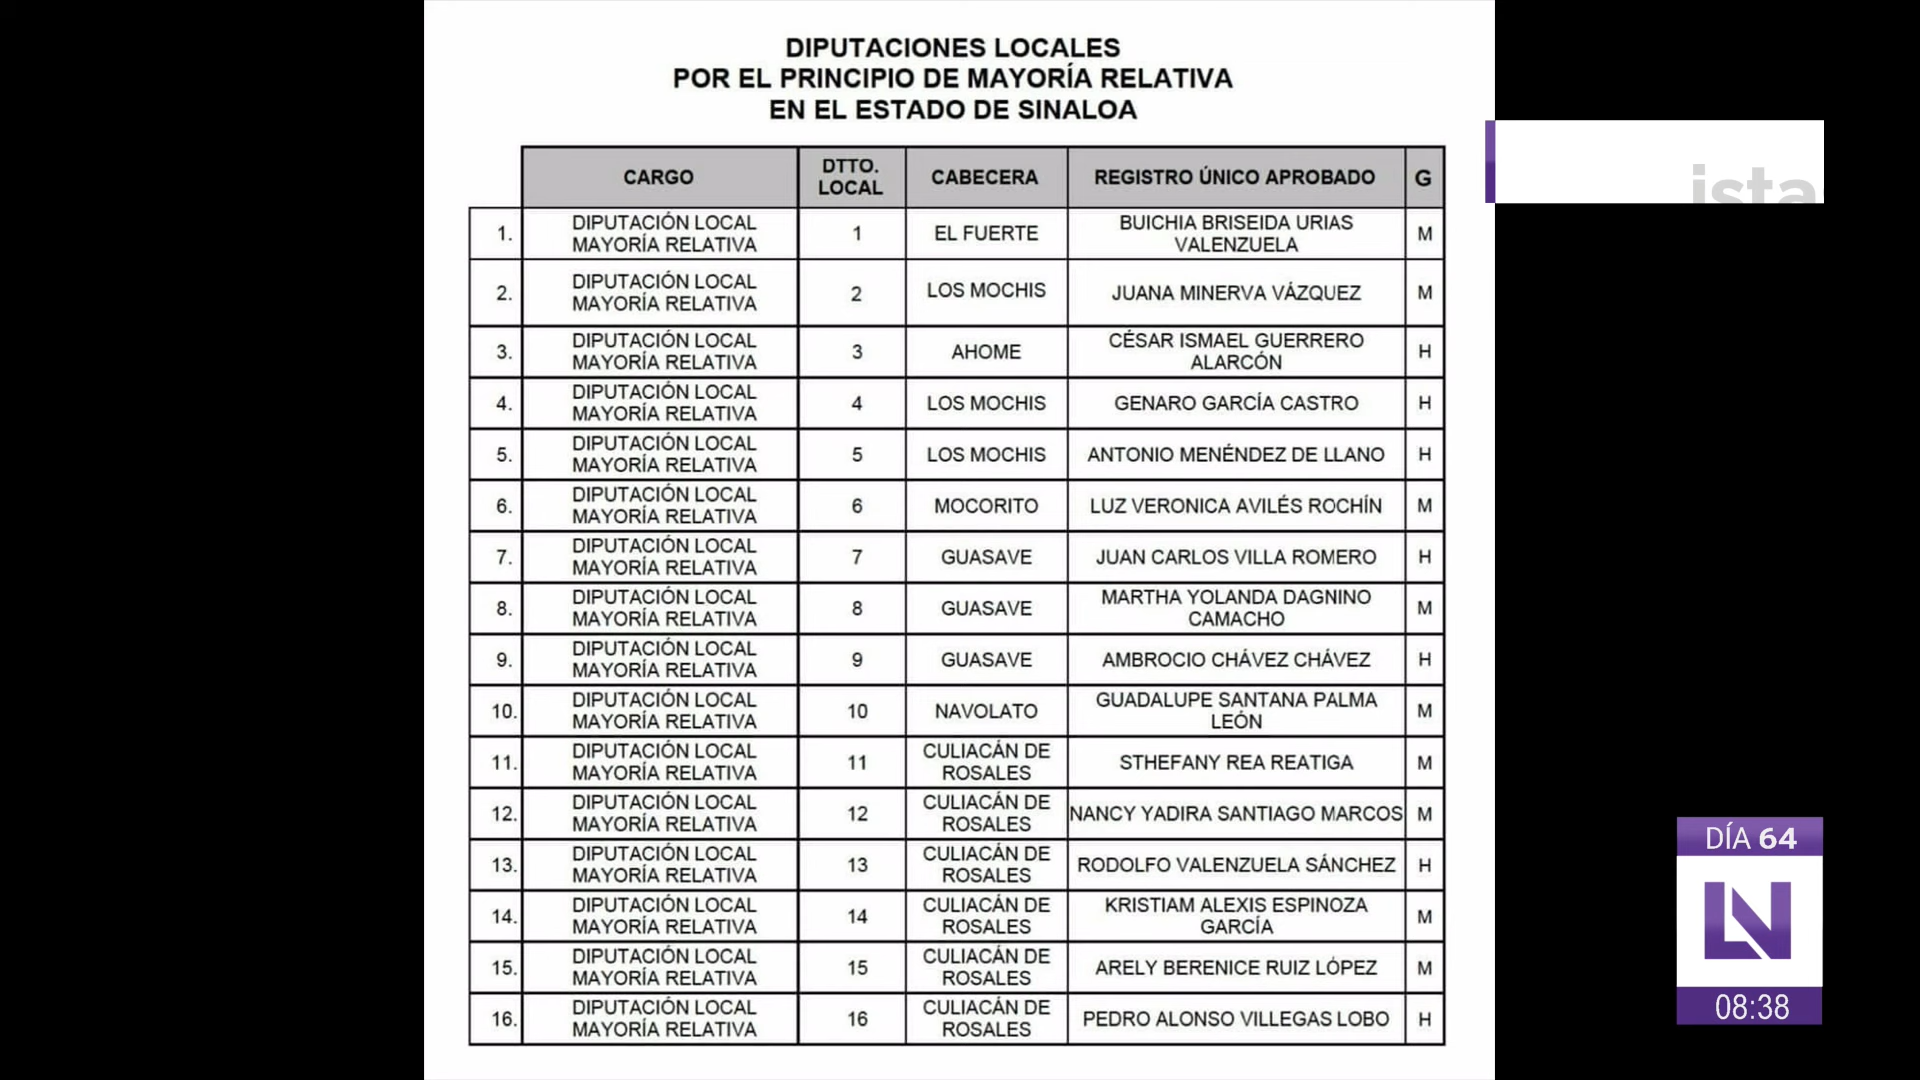 DIPUTACIONES LOCALES
POR EL PRINCIPIO DE MAYORÍA RELATIVA
EN EL ESTADO DE SINALOA
CARGO DTTO. LOCAL CABECERA REGISTRO ÚNICO APROBADO G
1. DIPUTACIÓN LOCAL MAYORÍA RELATIVA 1 EL FUERTE BUICHIA BRISEIDA URIAS VALENZUELA M
2. DIPUTACIÓN LOCAL MAYORÍA RELATIVA 2 LOS MOCHIS JUANA MINERVA VÁZQUEZ M
3. DIPUTACIÓN LOCAL MAYORÍA RELATIVA 3 AHOME CÉSAR ISMAEL GUERRERO ALARCÓN H
4. DIPUTACIÓN LOCAL MAYORÍA RELATIVA 4 LOS MOCHIS GENARO GARCÍA CASTRO H
5. DIPUTACIÓN LOCAL MAYORÍA RELATIVA 5 LOS MOCHIS ANTONIO MENÉNDEZ DE LLANO H
6. DIPUTACIÓN LOCAL MAYORÍA RELATIVA 6 MOCORITO LUZ VERONICA AVILÉS ROCHÍN M
7. DIPUTACIÓN LOCAL MAYORÍA RELATIVA 7 GUASAVE JUAN CARLOS VILLA ROMERO H
8. DIPUTACIÓN LOCAL MAYORÍA RELATIVA 8 GUASAVE MARTHA YOLANDA DAGNINO CAMACHO M
9. DIPUTACIÓN LOCAL MAYORÍA RELATIVA 9 GUASAVE AMBROCIO CHÁVEZ CHÁVEZ H
10. DIPUTACIÓN LOCAL MAYORÍA RELATIVA 10 NAVOLATO GUADALUPE SANTANA PALMA LEÓN M
11. DIPUTACIÓN LOCAL MAYORÍA RELATIVA 11 CULIACÁN DE ROSALES STHEFANY REA REATIGA M
12. DIPUTACIÓN LOCAL MAYORÍA RELATIVA 12 CULIACÁN DE ROSALES NANCY YADIRA SANTIAGO MARCOS M
13. DIPUTACIÓN LOCAL MAYORÍA RELATIVA 13 CULIACÁN DE ROSALES RODOLFO VALENZUELA SÁNCHEZ H
14. DIPUTACIÓN LOCAL MAYORÍA RELATIVA 14 CULIACÁN DE ROSALES KRISTIAM ALEXIS ESPINOZA GARCÍA M
15. DIPUTACIÓN LOCAL MAYORÍA RELATIVA 15 CULIACÁN DE ROSALES ARELY BERENICE RUIZ LÓPEZ M
16. DIPUTACIÓN LOCAL MAYORÍA RELATIVA 16 CULIACÁN DE ROSALES PEDRO ALONSO VILLEGAS LOBO H
ista
DÍA 64
LN
08:38